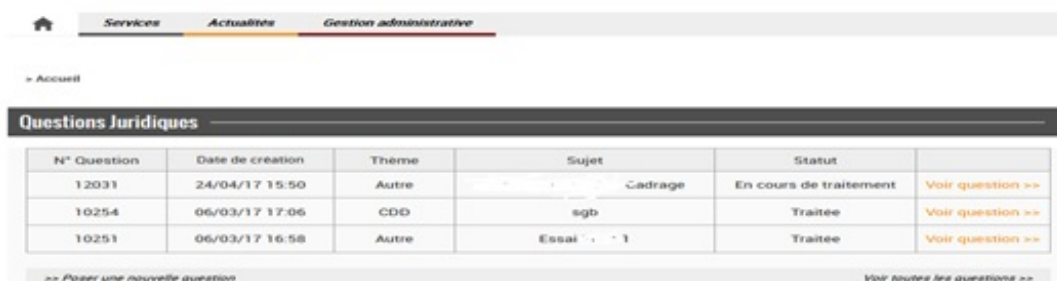 Services Actualités Gestion administrative
> Accueil
Questions Juridiques
N° Question Date de création Thème Sujet Statut
12031 24/04/17 15:50 Autre Cadrage En cours de traitement Voir question >>
10254 06/03/17 17:06 CDD sgb Traitée Voir question >>
10251 06/03/17 16:58 Autre Essai 1 Traitée Voir question >>
>> Poser une nouvelle question Voir toutes les questions >>